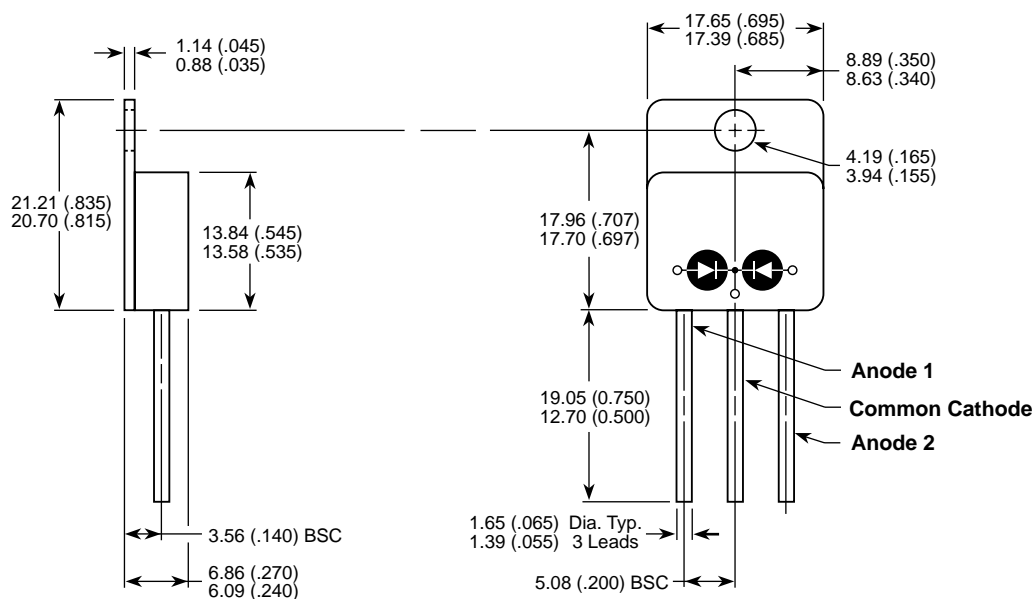 17.65 (.695)
17.39 (.685)
1.14 (.045)
0.88 (.035)
8.89 (.350)
8.63 (.340)
4.19 (.165)
3.94 (.155)
21.21 (.835)
20.70 (.815)
17.96 (.707)
17.70 (.697)
13.84 (.545)
13.58 (.535)
Anode 1
Common Cathode
Anode 2
19.05 (0.750)
12.70 (0.500)
1.65 (.065) Dia. Typ.
1.39 (.055) 3 Leads
3.56 (.140) BSC
6.86 (.270)
6.09 (.240)
5.08 (.200) BSC